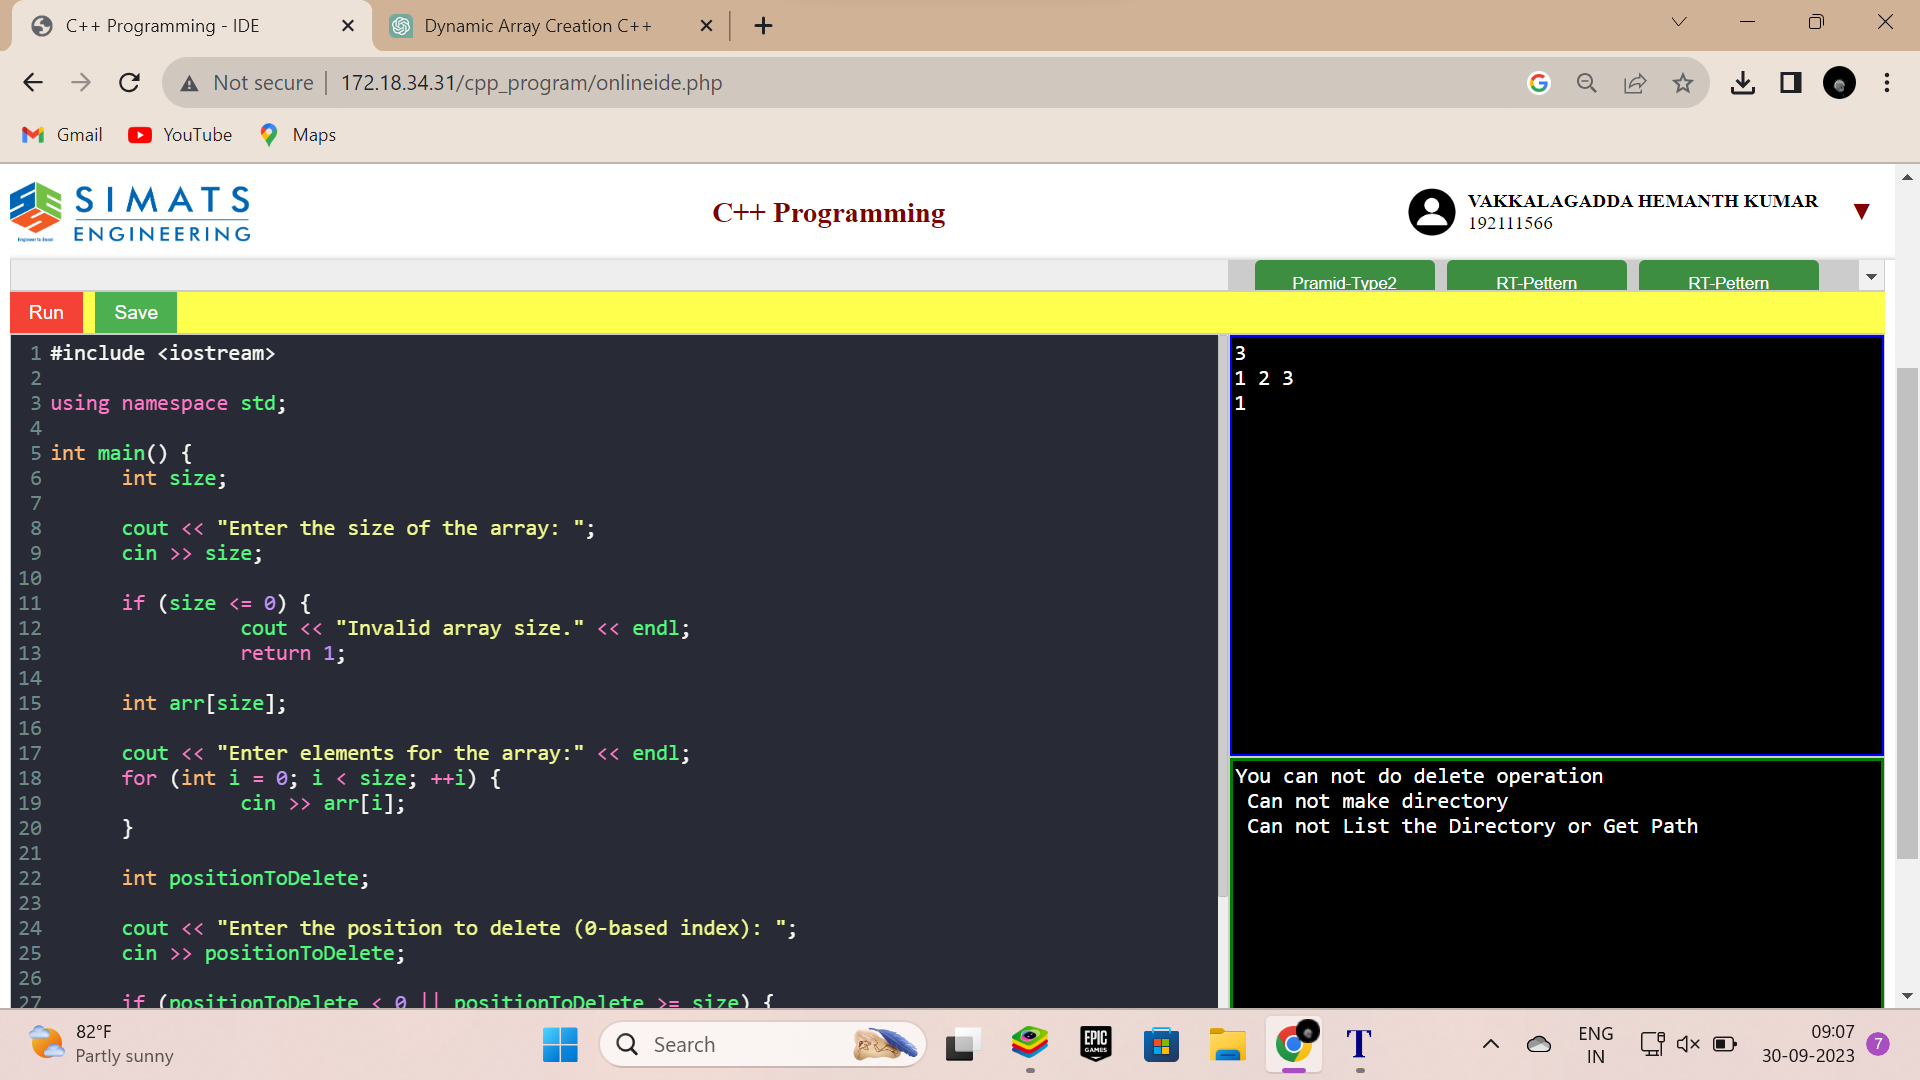 C++ Programming - IDE
Dynamic Array Creation C++
Not secure | 172.18.34.31/cpp_program/onlineide.php
Gmail YouTube Maps
SIMATS
ENGINEERING
Engineer to Excel
C++ Programming
VAKKALAGADDA HEMANTH KUMAR
192111566
Pramid-Type2 RT-Pettern RT-Pettern
Run Save
1 #include <iostream>
2
3 using namespace std;
4
5 int main() {
6 int size;
7
8 cout << "Enter the size of the array: ";
9 cin >> size;
10
11 if (size <= 0) {
12 cout << "Invalid array size." << endl;
13 return 1;
14
15 int arr[size];
16
17 cout << "Enter elements for the array:" << endl;
18 for (int i = 0; i < size; ++i) {
19 cin >> arr[i];
20 }
21
22 int positionToDelete;
23
24 cout << "Enter the position to delete (0-based index): ";
25 cin >> positionToDelete;
26
27 if (positionToDelete < 0 || positionToDelete >= size) {
3
1 2 3
1
You can not do delete operation
Can not make directory
Can not List the Directory or Get Path
82°F
Partly sunny
Search
EPIC
GAMES
T
ENG
IN
09:07
30-09-2023
7